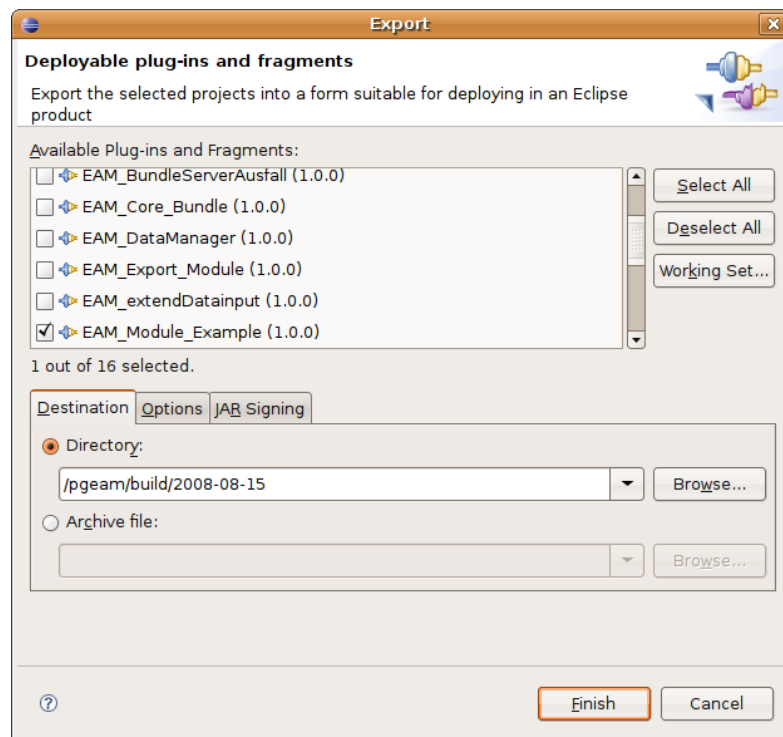 Export
Deployable plug-ins and fragments
Export the selected projects into a form suitable for deploying in an Eclipse
product
Available Plug-ins and Fragments:
EAM_BundleServerAusfall (1.0.0)
EAM_Core_Bundle (1.0.0)
EAM_DataManager (1.0.0)
EAM_Export_Module (1.0.0)
EAM_extendDatainput (1.0.0)
EAM_Module_Example (1.0.0)
Select All
Deselect All
Working Set...
1 out of 16 selected.
Destination Options JAR Signing
Directory:
/pgeam/build/2008-08-15 Browse...
Archive file:
Browse...
Finish Cancel